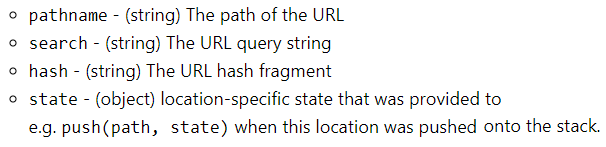 pathname - (string) The path of the URL
search - (string) The URL query string
hash - (string) The URL hash fragment
state - (object) location-specific state that was provided to
e.g. push(path, state) when this location was pushed onto the stack.